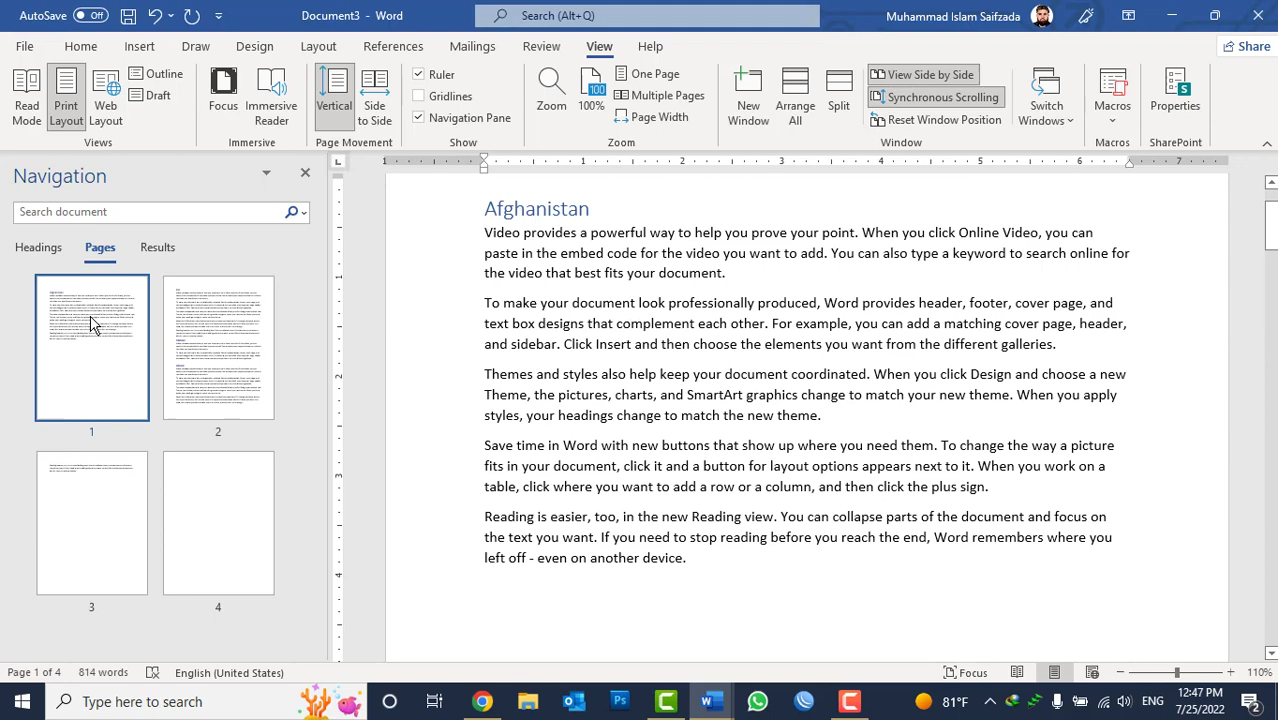 AutoSave Off Document3 - Word Search (Alt+Q) Muhammad Islam Saifzada
File Home Insert Draw Design Layout References Mailings Review View Help Share
Read Mode Print Layout Web Layout Outline Draft
Views
Focus Immersive Reader
Immersive
Vertical Side to Side
Page Movement
Ruler
Gridlines
Navigation Pane
Show
Zoom 100 100% One Page
Multiple Pages
Page Width
Zoom
New Window Arrange All Split
View Side by Side
Synchronous Scrolling
Reset Window Position
Switch Windows
Window
Macros
Macros
Properties
SharePoint
Navigation
Search document
Headings Pages Results
1 2
3 4
1 1 2 3 4 5 6 7
1
2
3
4
Afghanistan
Video provides a powerful way to help you prove your point. When you click Online Video, you can
paste in the embed code for the video you want to add. You can also type a keyword to search online for
the video that best fits your document.
To make your document look professionally produced, Word provides header, footer, cover page, and
text box designs that complement each other. For example, you can add a matching cover page, header,
and sidebar. Click Insert and then choose the elements you want from the different galleries.
Themes and styles also help keep your document coordinated. When you click Design and choose a new
Theme, the pictures, charts, and SmartArt graphics change to match your new theme. When you apply
styles, your headings change to match the new theme.
Save time in Word with new buttons that show up where you need them. To change the way a picture
fits in your document, click it and a button for layout options appears next to it. When you work on a
table, click where you want to add a row or a column, and then click the plus sign.
Reading is easier, too, in the new Reading view. You can collapse parts of the document and focus on
the text you want. If you need to stop reading before you reach the end, Word remembers where you
left off - even on another device.
Page 1 of 4 814 words English (United States) Focus 110%
Type here to search 81°F ENG 12:47 PM
7/25/2022 2